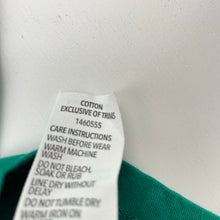 COTTON
EXCLUSIVE OF TRIMS
1460555
CARE INSTRUCTIONS
WASH BEFORE WEAR
WARM MACHINE
WASH
DO NOT BLEACH,
SOAK OR RUB
LINE DRY WITHOUT
DELAY
DO NOT TUMBLE DRY
WARM IRON ON